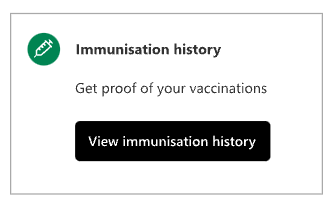 Immunisation history
Get proof of your vaccinations
View immunisation history